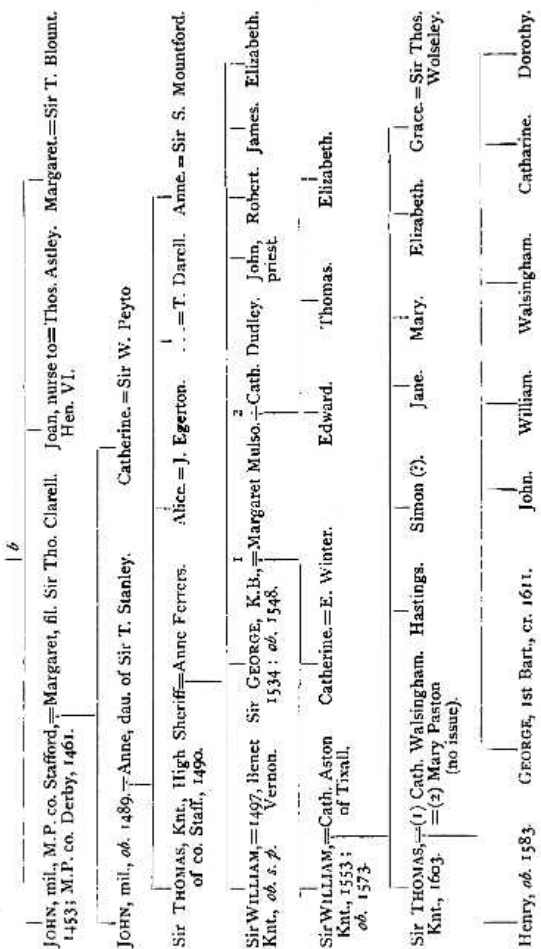 b
JOHN, mil., M.P. co. Stafford,=Margaret, fil. Sir Tho. Clarell. Joan, nurse to=Thos. Astley. Margaret.=Sir T. Blount.
1453; M.P. co. Derby, 1461. Hen. VI.
JOHN, mil., ob. 1489.=Anne, dau. of Sir T. Stanley. Catherine.=Sir W. Peyto
Sir THOMAS, Knt., High Sheriff=Anne Ferrers. Alice.=J. Egerton. ...=T. Darell. Anne.=Sir S. Mountford.
of co. Staff., 1490.
1 2
Sir WILLIAM,=1497, Benet Sir GEORGE, K.B.,=Margaret Mulso.=Cath. Dudley. John, Robert. James. Elizabeth.
Knt., ob. s. p. Vernon. 1534; ob. 1548. priest.
Sir WILLIAM,=Cath. Aston Catherine.=E. Winter. Edward. Thomas. Elizabeth.
Knt., 1553; of Tixall,
ob. 1573.
Sir THOMAS,=(1) Cath. Walsingham. Hastings. Simon (?). Jane. Mary. Elizabeth. Grace.=Sir Thos.
Knt., 1603. =(2) Mary Paston Wolseley.
(no issue).
Henry, ob. 1583. GEORGE, 1st Bart., cr. 1611. John. William. Walsingham. Catharine. Dorothy.